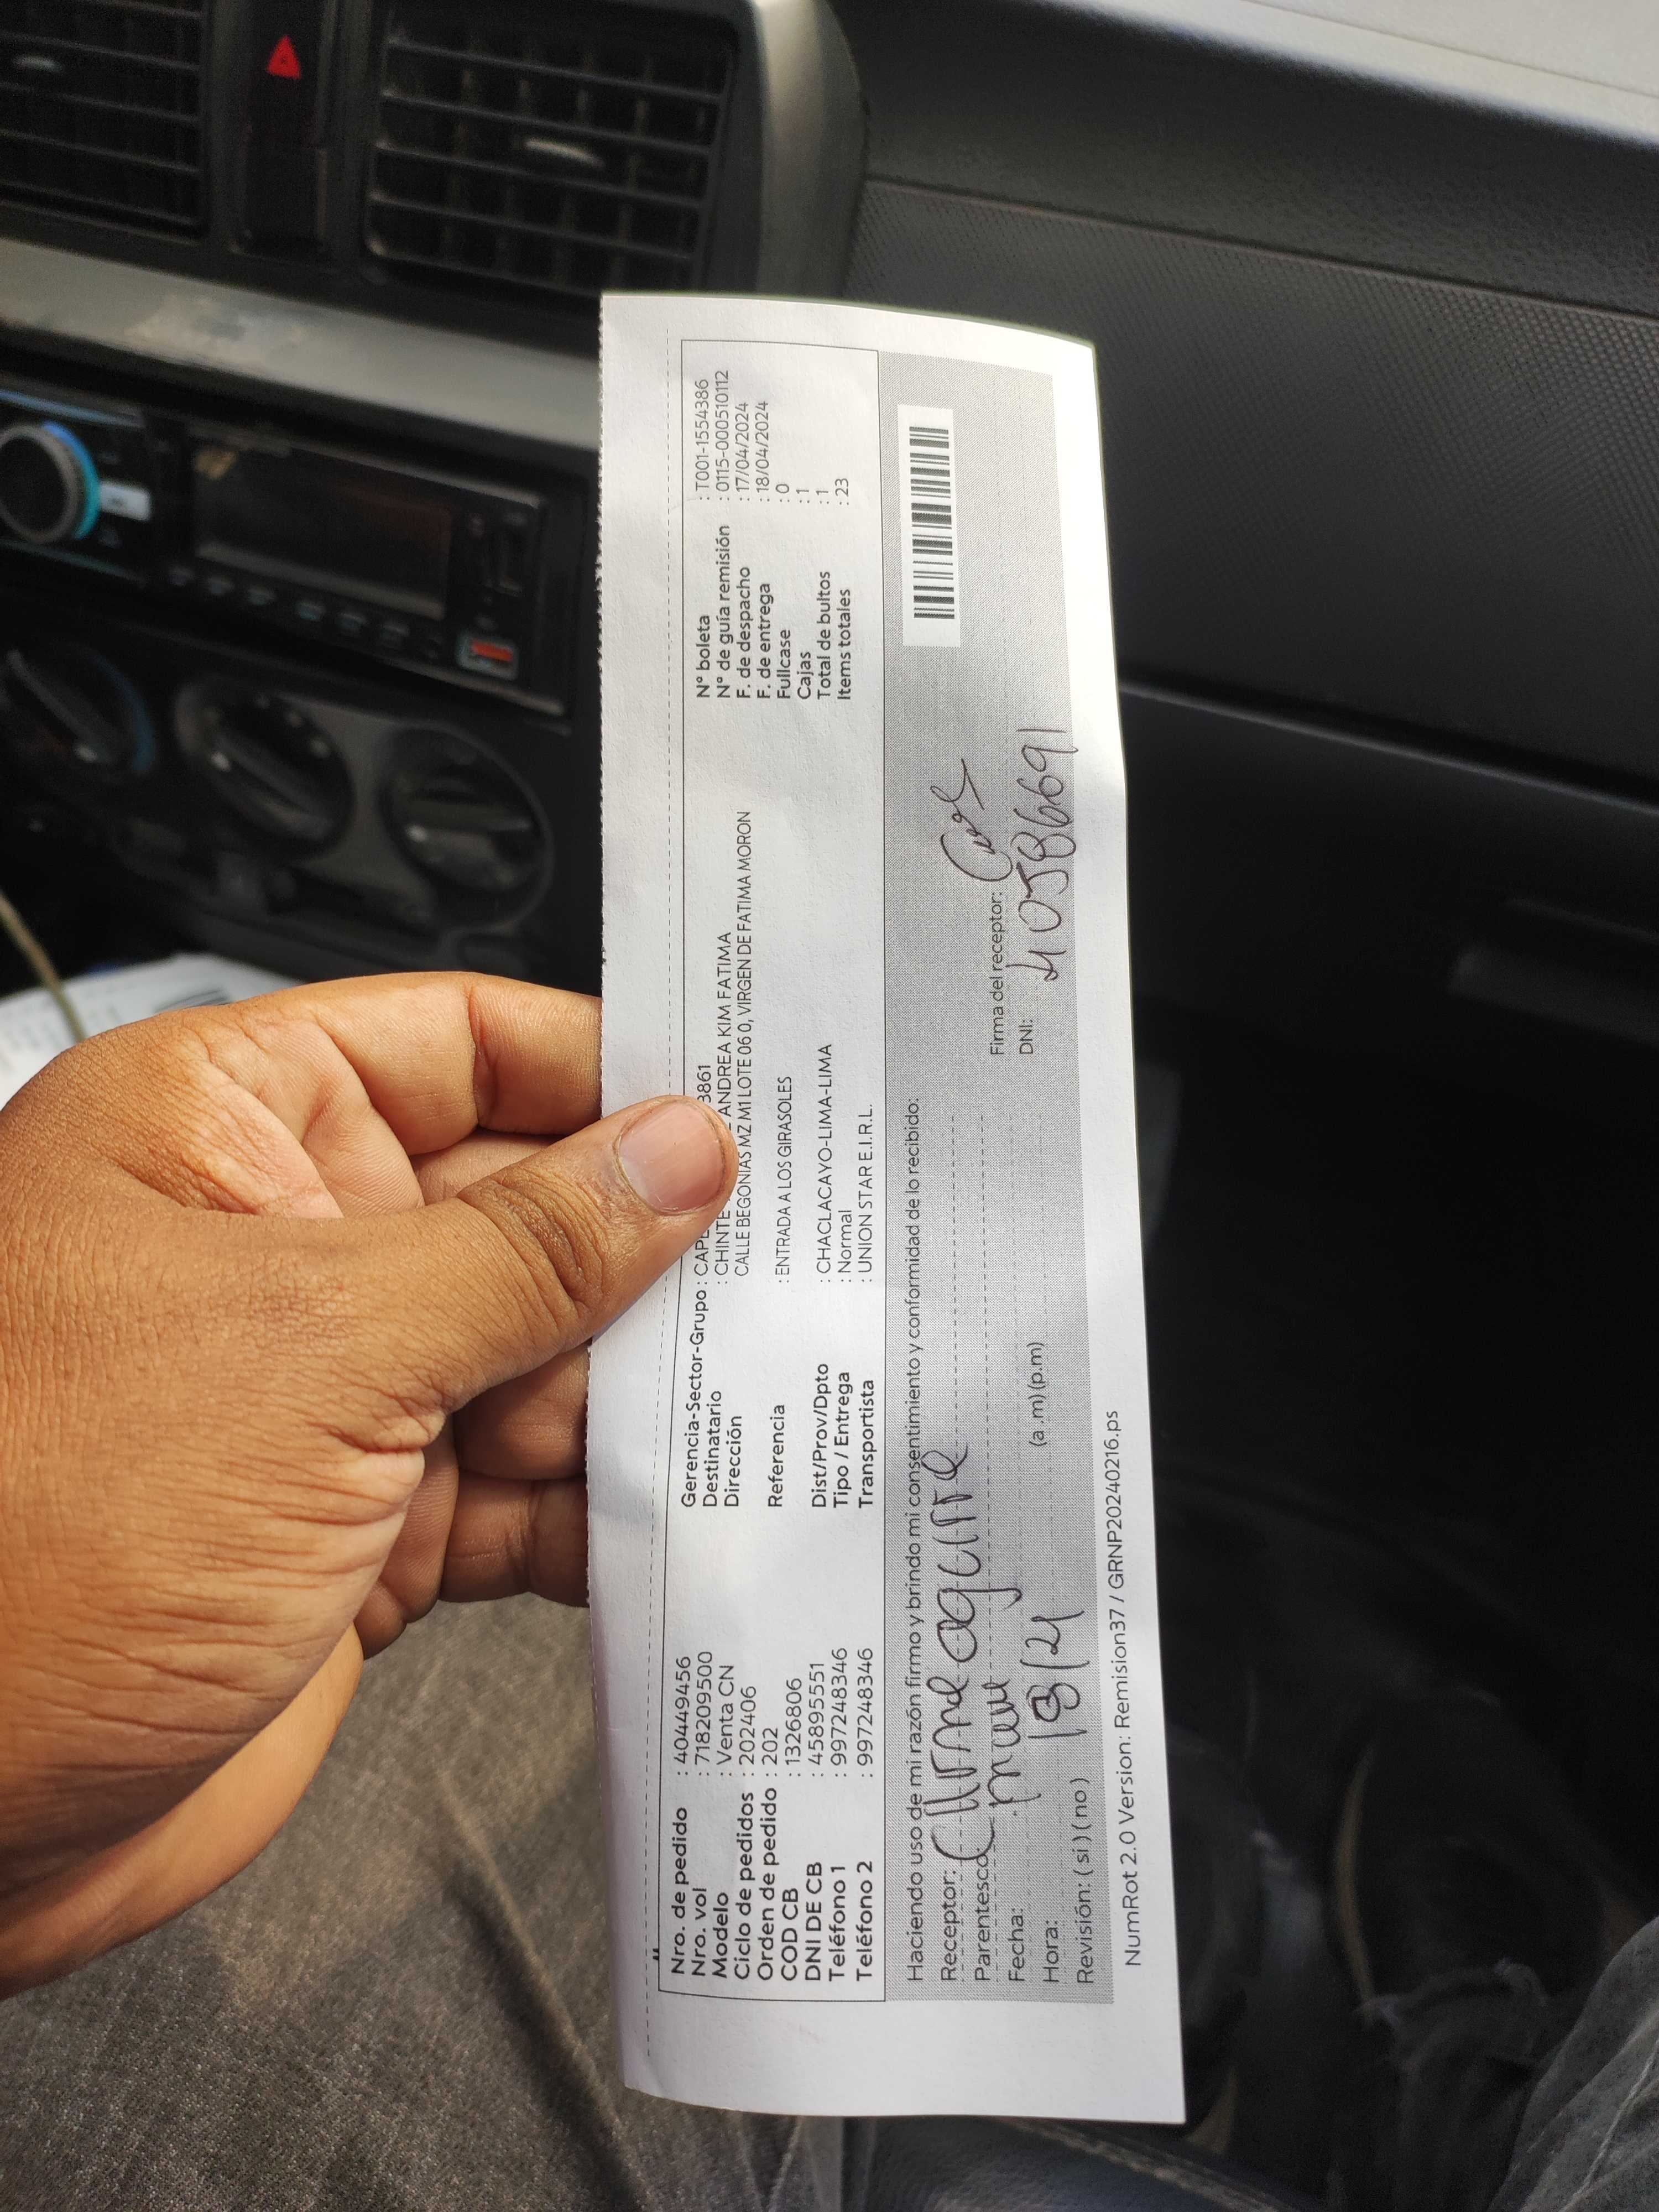 Nro. de pedido : 40449456
Nro. vol : 718209500
Modelo : Venta CN
Ciclo de pedidos : 202406
Orden de pedido : 202
COD CB : 1326806
DNI DE CB : 45895551
Teléfono 1 : 997248346
Teléfono 2 : 997248346
Gerencia-Sector-Grupo : 3861
Destinatario : CHINTE ANDREA KIM FATIMA
Dirección CALLE BEGONIAS MZ M1 LOTE 06 0, VIRGEN DE FATIMA MORON
Referencia : ENTRADA A LOS GIRASOLES
Dist/Prov/Dpto : CHACLACAYO-LIMA-LIMA
Tipo / Entrega : Normal
Transportista : UNION STAR E.I.R.L.
N° boleta : T001-1554386
N° de guía remisión : 0115-000510112
F. de despacho : 17/04/2024
F. de entrega : 18/04/2024
Fullcase : 0
Cajas : 1
Total de bultos : 1
Items totales : 23
Haciendo uso de mi razón firmo y brindo mi consentimiento y conformidad de lo recibido:
Receptor:
Parentesco
Fecha:
Hora: (a .m) (p.m)
Revisión: ( si ) ( no )
Firma del receptor:
DNI: 40586691
NumRot 2.0 Version: Remision37 / GRNP20240216.ps